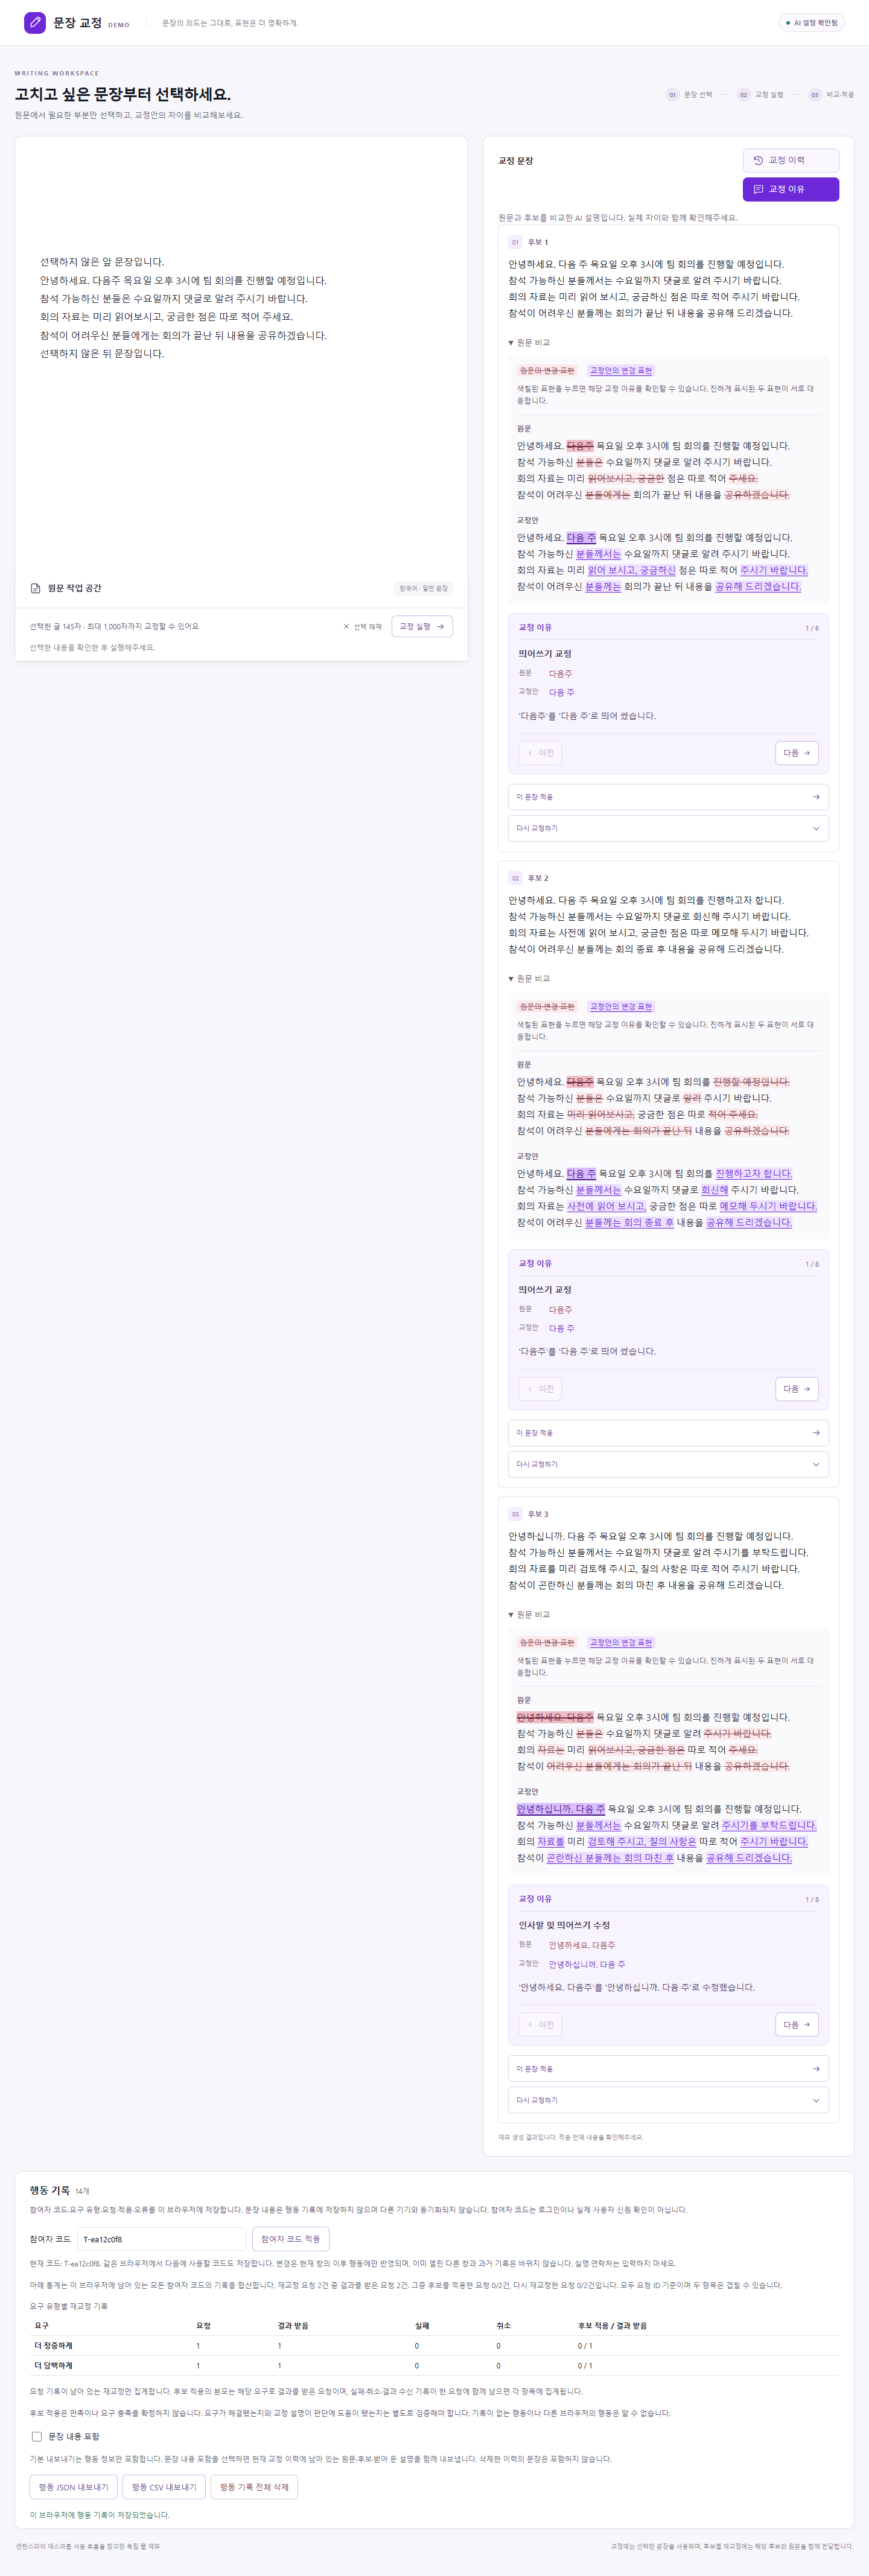 문장 교정 DEMO 문장의 의도는 그대로, 표현은 더 명확하게. AI 설정 확인됨
WRITING WORKSPACE
고치고 싶은 문장부터 선택하세요.
원문에서 필요한 부분만 선택하고, 교정안의 차이를 비교해보세요.
01 문장 선택 02 교정 실행 03 비교·적용
선택하지 않은 앞 문장입니다.
안녕하세요. 다음주 목요일 오후 3시에 팀 회의를 진행할 예정입니다.
참석 가능하신 분들은 수요일까지 댓글로 알려 주시기 바랍니다.
회의 자료는 미리 읽어보시고, 궁금한 점은 따로 적어 주세요.
참석이 어려우신 분들에게는 회의가 끝난 뒤 내용을 공유하겠습니다.
선택하지 않은 뒤 문장입니다.
원문 작업 공간 한국어 · 일반 문장
선택한 글 145자 · 최대 1,000자까지 교정할 수 있어요 선택 해제 교정 실행
선택한 내용을 확인한 후 실행해주세요.
교정 문장 교정 이력
교정 이유
원문과 후보를 비교한 AI 설명입니다. 실제 차이와 함께 확인해주세요.
01 후보 1
안녕하세요. 다음 주 목요일 오후 3시에 팀 회의를 진행할 예정입니다.
참석 가능하신 분들께서는 수요일까지 댓글로 알려 주시기 바랍니다.
회의 자료는 미리 읽어 보시고, 궁금하신 점은 따로 적어 주시기 바랍니다.
참석이 어려우신 분들께는 회의가 끝난 뒤 내용을 공유해 드리겠습니다.
▼ 원문 비교
원문의 변경 표현 교정안의 변경 표현
색칠된 표현을 누르면 해당 교정 이유를 확인할 수 있습니다. 진하게 표시된 두 표현이 서로 대
응합니다.
원문
안녕하세요. 다음주 목요일 오후 3시에 팀 회의를 진행할 예정입니다.
참석 가능하신 분들은 수요일까지 댓글로 알려 주시기 바랍니다.
회의 자료는 미리 읽어보시고, 궁금한 점은 따로 적어 주세요.
참석이 어려우신 분들에게는 회의가 끝난 뒤 내용을 공유하겠습니다.
교정안
안녕하세요. 다음 주 목요일 오후 3시에 팀 회의를 진행할 예정입니다.
참석 가능하신 분들께서는 수요일까지 댓글로 알려 주시기 바랍니다.
회의 자료는 미리 읽어 보시고, 궁금하신 점은 따로 적어 주시기 바랍니다.
참석이 어려우신 분들께는 회의가 끝난 뒤 내용을 공유해 드리겠습니다.
교정 이유 1 / 6
띄어쓰기 교정
원문 다음주
교정안 다음 주
'다음주'를 '다음 주'로 띄어 썼습니다.
이전 다음
이 문장 적용
다시 교정하기
02 후보 2
안녕하세요. 다음 주 목요일 오후 3시에 팀 회의를 진행하고자 합니다.
참석 가능하신 분들께서는 수요일까지 댓글로 회신해 주시기 바랍니다.
회의 자료는 사전에 읽어 보시고, 궁금한 점은 따로 메모해 두시기 바랍니다.
참석이 어려우신 분들께는 회의 종료 후 내용을 공유해 드리겠습니다.
▼ 원문 비교
원문의 변경 표현 교정안의 변경 표현
색칠된 표현을 누르면 해당 교정 이유를 확인할 수 있습니다. 진하게 표시된 두 표현이 서로 대
응합니다.
원문
안녕하세요. 다음주 목요일 오후 3시에 팀 회의를 진행할 예정입니다.
참석 가능하신 분들은 수요일까지 댓글로 알려 주시기 바랍니다.
회의 자료는 미리 읽어보시고, 궁금한 점은 따로 적어 주세요.
참석이 어려우신 분들에게는 회의가 끝난 뒤 내용을 공유하겠습니다.
교정안
안녕하세요. 다음 주 목요일 오후 3시에 팀 회의를 진행하고자 합니다.
참석 가능하신 분들께서는 수요일까지 댓글로 회신해 주시기 바랍니다.
회의 자료는 사전에 읽어 보시고, 궁금한 점은 따로 메모해 두시기 바랍니다.
참석이 어려우신 분들께는 회의 종료 후 내용을 공유해 드리겠습니다.
교정 이유 1 / 8
띄어쓰기 교정
원문 다음주
교정안 다음 주
'다음주'를 '다음 주'로 띄어 썼습니다.
이전 다음
이 문장 적용
다시 교정하기
03 후보 3
안녕하십니까. 다음 주 목요일 오후 3시에 팀 회의를 진행할 예정입니다.
참석 가능하신 분들께서는 수요일까지 댓글로 알려 주시기를 부탁드립니다.
회의 자료를 미리 검토해 주시고, 질의 사항은 따로 적어 주시기 바랍니다.
참석이 곤란하신 분들께는 회의 마친 후 내용을 공유해 드리겠습니다.
▼ 원문 비교
원문의 변경 표현 교정안의 변경 표현
색칠된 표현을 누르면 해당 교정 이유를 확인할 수 있습니다. 진하게 표시된 두 표현이 서로 대
응합니다.
원문
안녕하세요. 다음주 목요일 오후 3시에 팀 회의를 진행할 예정입니다.
참석 가능하신 분들은 수요일까지 댓글로 알려 주시기 바랍니다.
회의 자료는 미리 읽어보시고, 궁금한 점은 따로 적어 주세요.
참석이 어려우신 분들에게는 회의가 끝난 뒤 내용을 공유하겠습니다.
교정안
안녕하십니까. 다음 주 목요일 오후 3시에 팀 회의를 진행할 예정입니다.
참석 가능하신 분들께서는 수요일까지 댓글로 알려 주시기를 부탁드립니다.
회의 자료를 미리 검토해 주시고, 질의 사항은 따로 적어 주시기 바랍니다.
참석이 곤란하신 분들께는 회의 마친 후 내용을 공유해 드리겠습니다.
교정 이유 1 / 8
인사말 및 띄어쓰기 수정
원문 안녕하세요. 다음주
교정안 안녕하십니까. 다음 주
'안녕하세요. 다음주'를 '안녕하십니까. 다음 주'로 수정했습니다.
이전 다음
이 문장 적용
다시 교정하기
데모 생성 결과입니다. 적용 전에 내용을 확인해주세요.
행동 기록 14개
참여자 코드·요구 유형·요청·적용·오류를 이 브라우저에 저장합니다. 문장 내용은 행동 기록에 저장하지 않으며 다른 기기와 동기화되지 않습니다. 참여자 코드는 로그인이나 실제 사용자 신원 확인이 아닙니다.
참여자 코드 T-ea12c0f8 참여자 코드 적용
현재 코드: T-ea12c0f8. 같은 브라우저에서 다음에 사용할 코드도 저장합니다. 변경은 현재 창의 이후 행동에만 반영되며, 이미 열린 다른 창과 과거 기록은 바뀌지 않습니다. 실명·연락처는 입력하지 마세요.
아래 통계는 이 브라우저에 남아 있는 모든 참여자 코드의 기록을 합산합니다. 재교정 요청 2건 중 결과를 받은 요청 2건. 그중 후보를 적용한 요청 0/2건, 다시 재교정한 요청 0/2건입니다. 모두 요청 ID 기준이며 두 항목은 겹칠 수 있습니다.
요구 유형별 재교정 기록
요구 요청 결과 받음 실패 취소 후보 적용 / 결과 받음
더 정중하게 1 1 0 0 0 / 1
더 담백하게 1 1 0 0 0 / 1
요청 기록이 남아 있는 재교정만 집계합니다. 후보 적용의 분모는 해당 요구로 결과를 받은 요청이며, 실패·취소·결과 수신 기록이 한 요청에 함께 남으면 각 항목에 집계됩니다.
후보 적용은 만족이나 요구 충족을 확정하지 않습니다. 요구가 해결됐는지와 교정 설명이 판단에 도움이 됐는지는 별도로 검증해야 합니다. 기록이 없는 행동이나 다른 브라우저의 행동은 알 수 없습니다.
문장 내용 포함
기본 내보내기는 행동 정보만 포함합니다. 문장 내용 포함을 선택하면 현재 교정 이력에 남아 있는 원문·후보·받아 둔 설명을 함께 내보냅니다. 삭제한 이력의 문장은 포함하지 않습니다.
행동 JSON 내보내기 행동 CSV 내보내기 행동 기록 전체 삭제
이 브라우저에 행동 기록이 저장되었습니다.
센틴스파이 데스크톱 사용 흐름을 참고한 독립 웹 데모 교정에는 선택한 문장을 사용하며, 후보별 재교정에는 해당 후보와 원문을 함께 전달합니다.